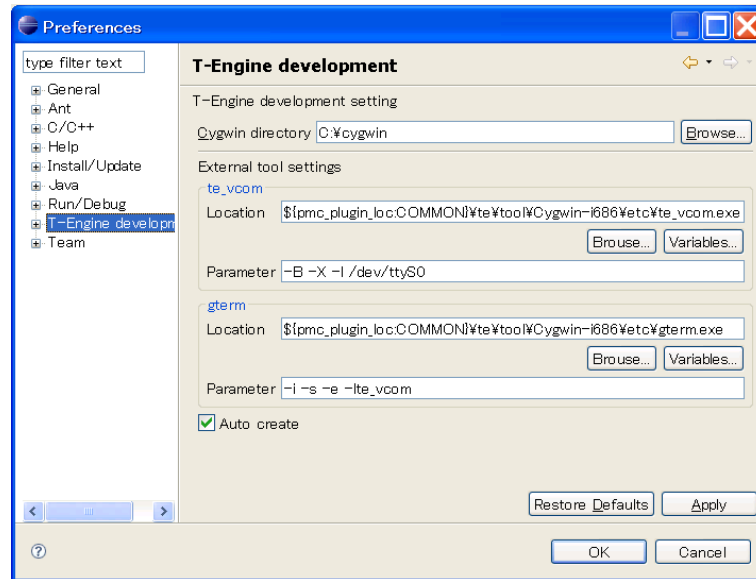 Preferences
type filter text
General
Ant
C/C++
Help
Install/Update
Java
Run/Debug
T-Engine developm
Team
T-Engine development
T-Engine development setting
Cygwin directory C:¥cygwin Browse...
External tool settings
te_vcom
Location ${pmc_plugin_loc:COMMON}¥te¥tool¥Cygwin-i686¥etc¥te_vcom.exe
Browse... Variables...
Parameter -B -X -l /dev/ttyS0
gterm
Location ${pmc_plugin_loc:COMMON}¥te¥tool¥Cygwin-i686¥etc¥gterm.exe
Browse... Variables...
Parameter -i -s -e -lte_vcom
Auto create
Restore Defaults Apply
? OK Cancel